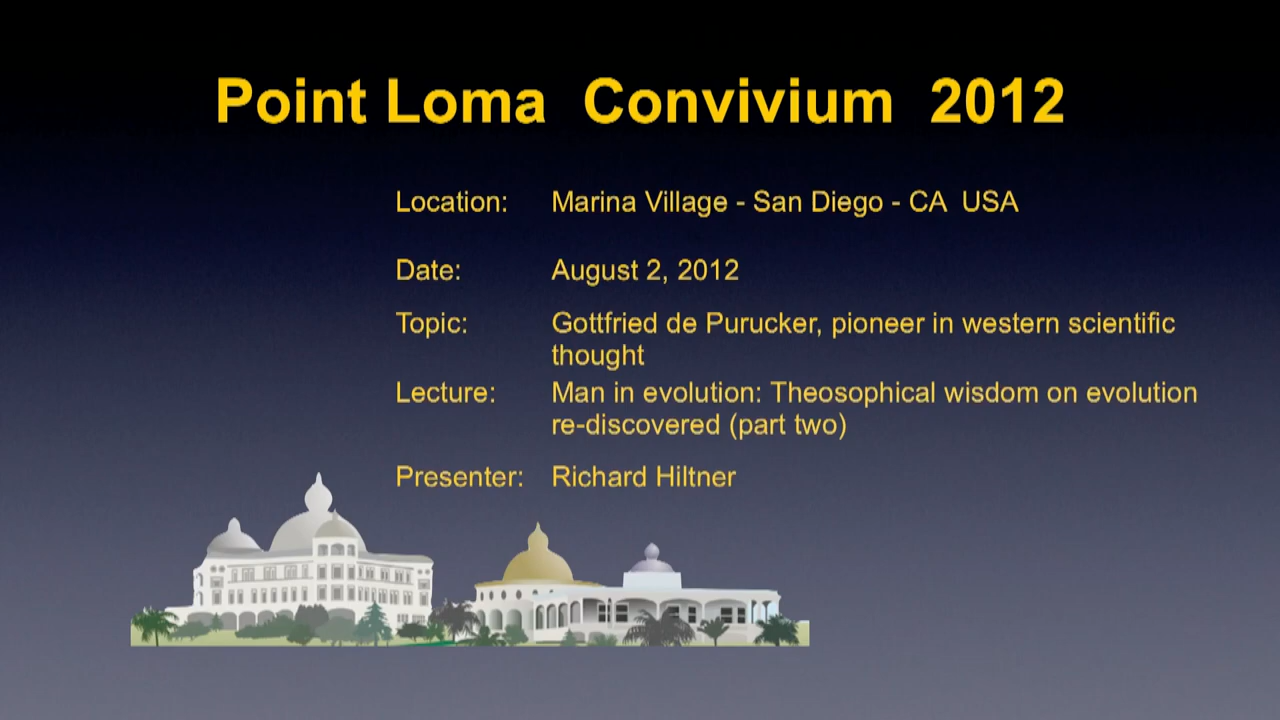 Point Loma Convivium 2012
Location: Marina Village - San Diego - CA USA
Date: August 2, 2012
Topic: Gottfried de Purucker, pioneer in western scientific
thought
Lecture: Man in evolution: Theosophical wisdom on evolution
re-discovered (part two)
Presenter: Richard Hiltner